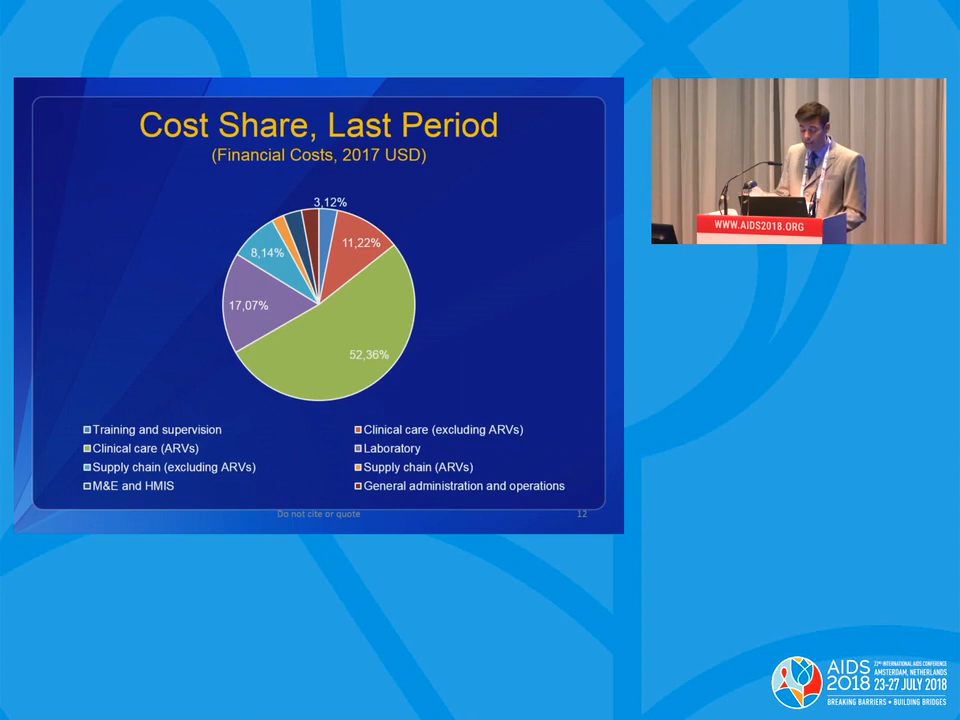 Cost Share, Last Period
(Financial Costs, 2017 USD)
3,12%
11,22%
8,14%
17,07%
52,36%
Training and supervision
Clinical care (excluding ARVs)
Clinical care (ARVs)
Laboratory
Supply chain (excluding ARVs)
Supply chain (ARVs)
M&E and HMIS
General administration and operations
Do not cite or quote
12
WWW.AIDS2018.ORG
AIDS
2018
22ND INTERNATIONAL AIDS CONFERENCE
AMSTERDAM, NETHERLANDS
23-27 JULY 2018
BREAKING BARRIERS • BUILDING BRIDGES